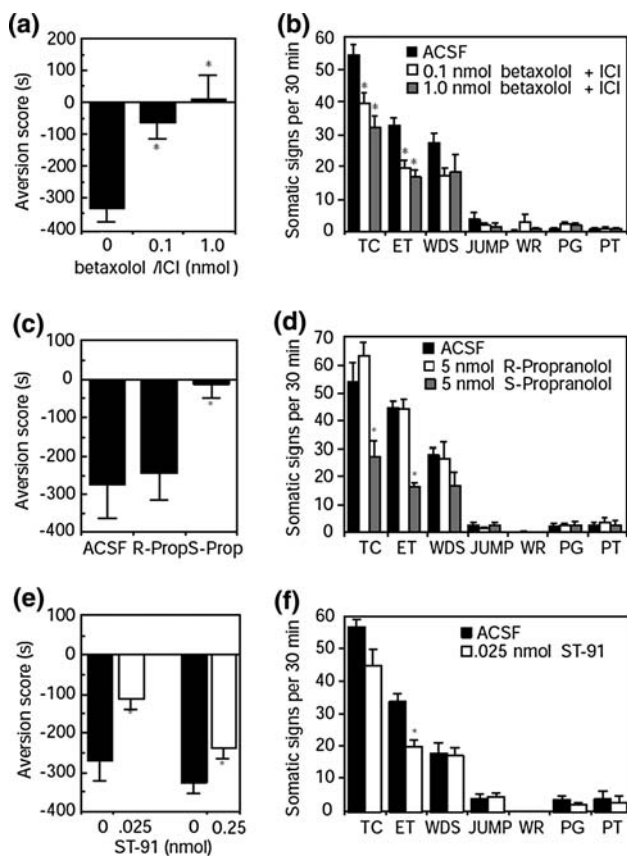 (a)
100
0
-100
-200
-300
-400
Aversion score (s)
0 0.1 1.0
betaxolol /ICI (nmol)
*
*
(b)
60
50
40
30
20
10
0
Somatic signs per 30 min
ACSF
0.1 nmol betaxolol + ICI
1.0 nmol betaxolol + ICI
* *
* *
TC ET WDS JUMP WR PG PT
(c)
100
0
-100
-200
-300
-400
Aversion score (s)
*
ACSF R-PropS-Prop
(d)
70
60
50
40
30
20
10
0
Somatic signs per 30 min
ACSF
5 nmol R-Propranolol
5 nmol S-Propranolol
*
*
TC ET WDS JUMP WR PG PT
(e)
100
0
-100
-200
-300
-400
Aversion score (s)
*
*
0 .025 0 0.25
ST-91 (nmol)
(f)
60
50
40
30
20
10
0
Somatic signs per 30 min
ACSF
.025 nmol ST-91
*
TC ET WDS JUMP WR PG PT